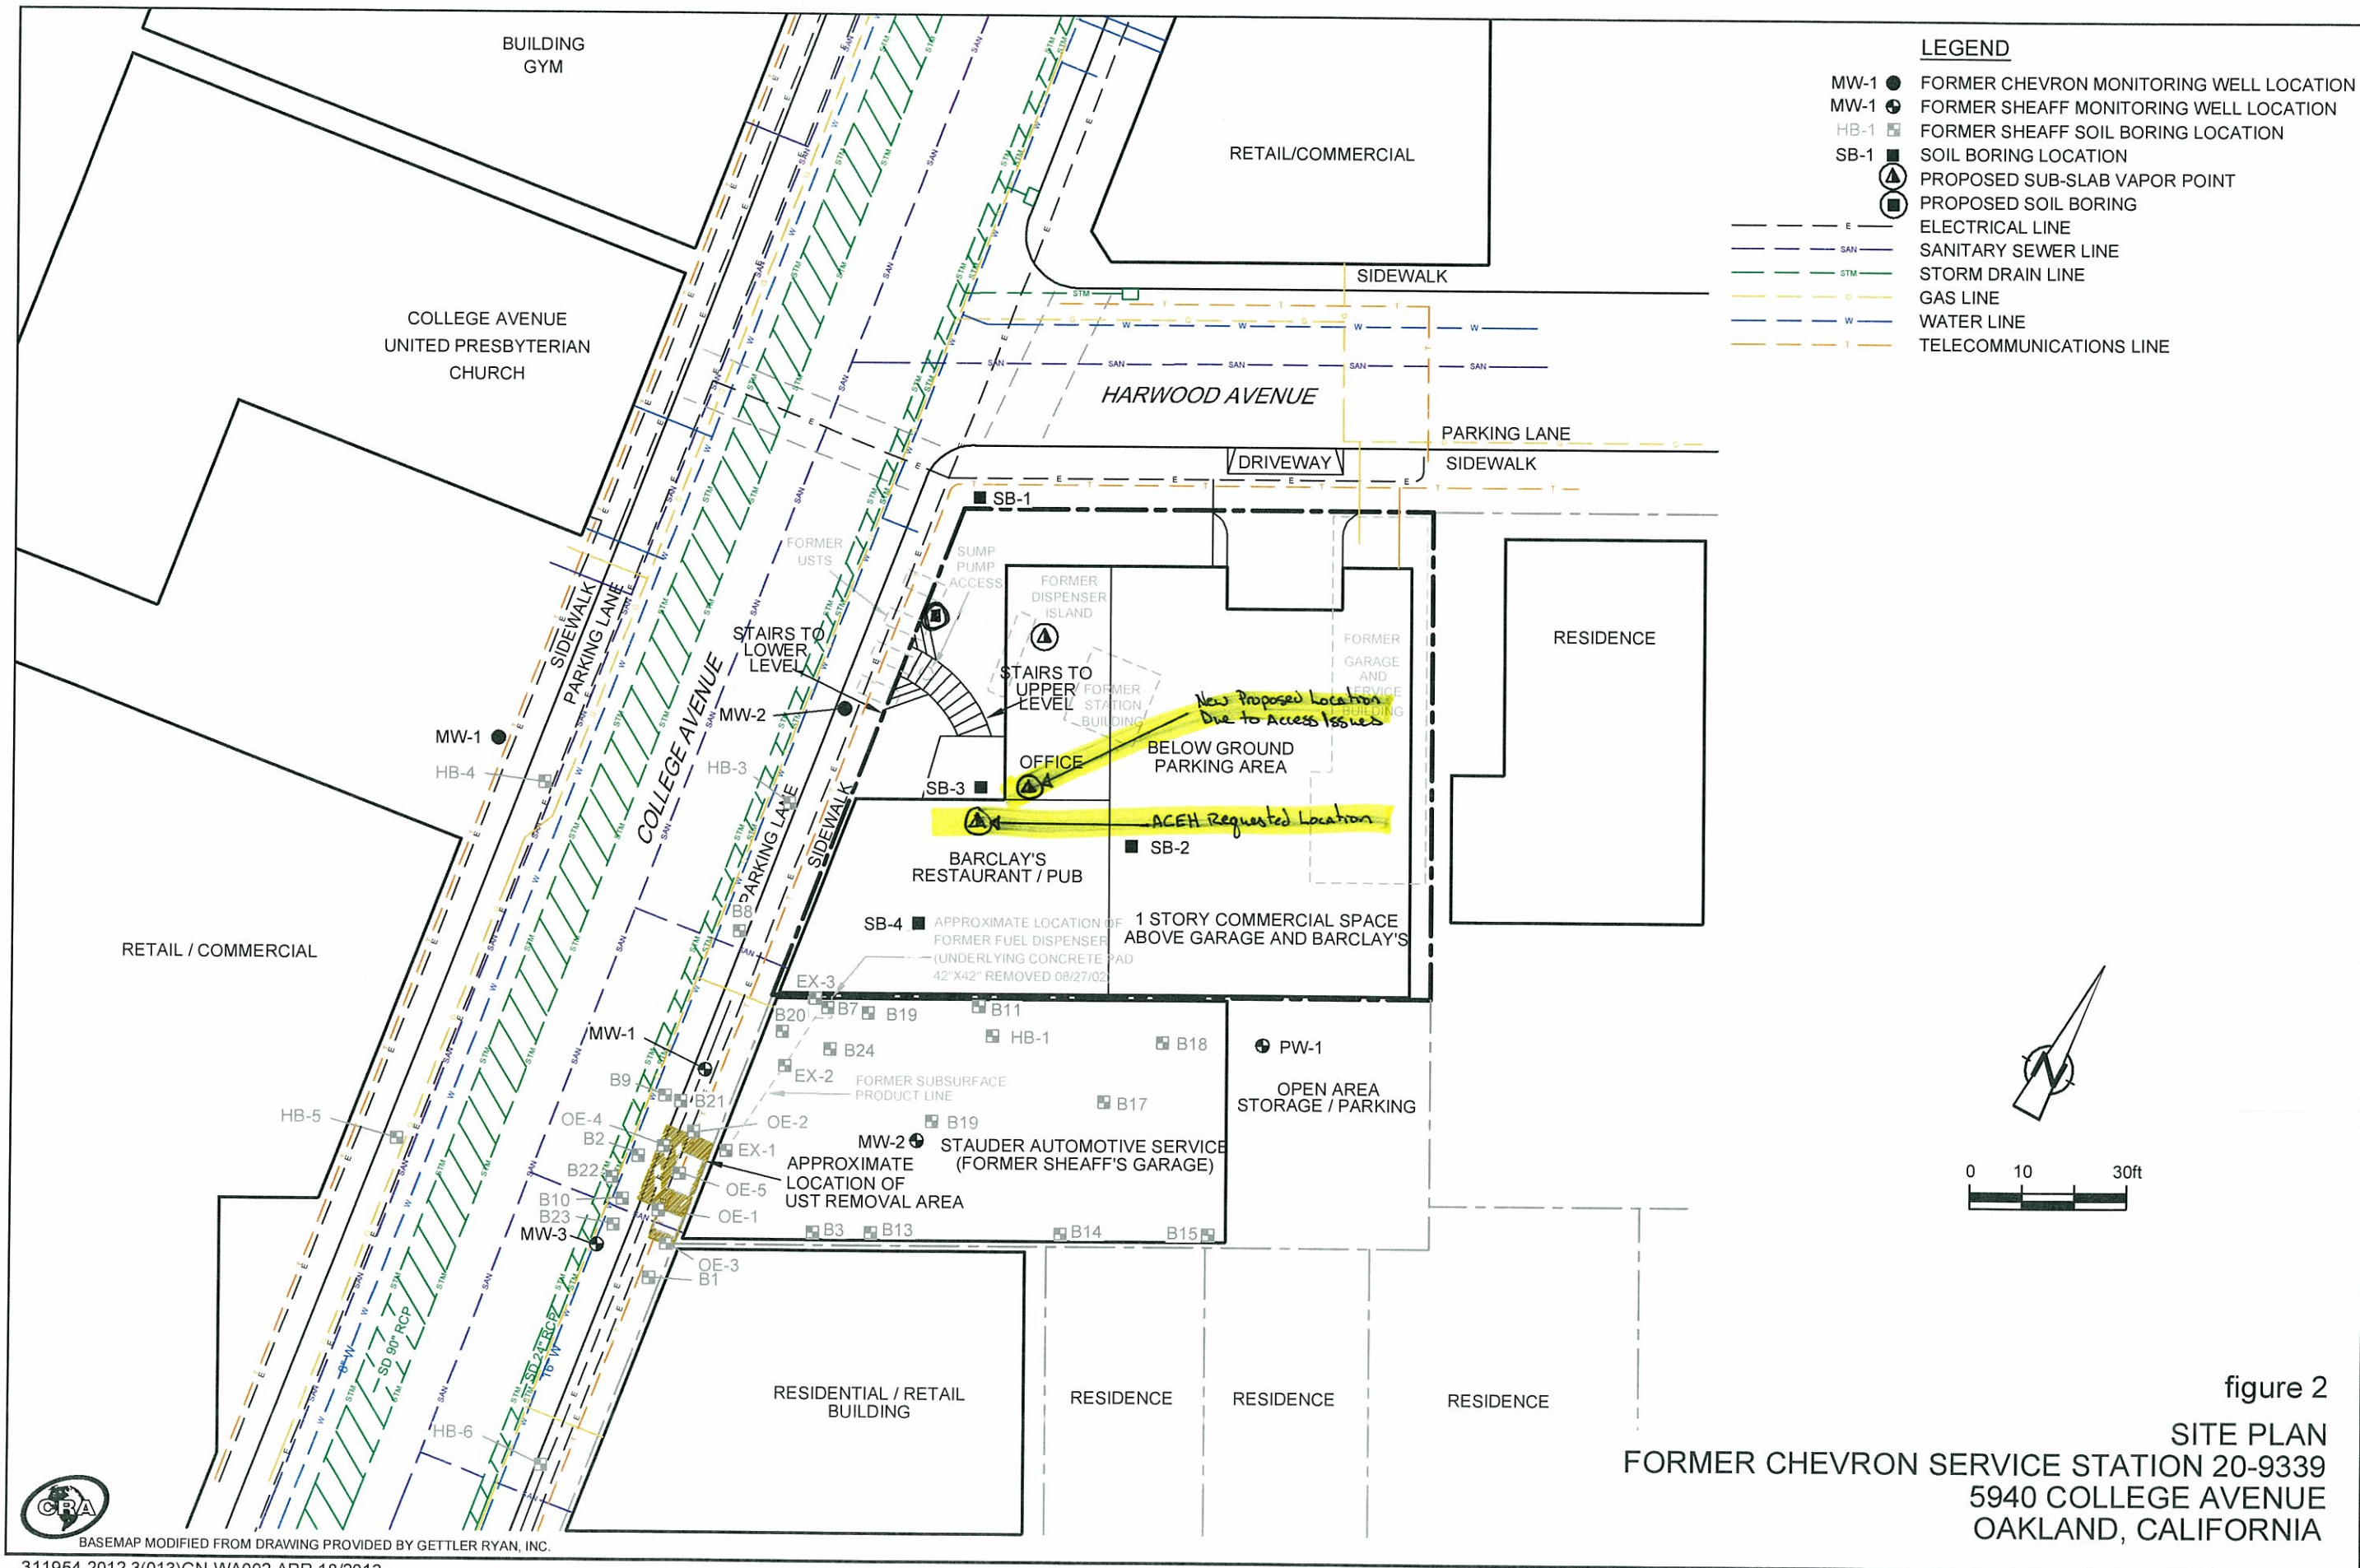 BUILDING
GYM
COLLEGE AVENUE
UNITED PRESBYTERIAN
CHURCH
RETAIL/COMMERCIAL
LEGEND
MW-1 FORMER CHEVRON MONITORING WELL LOCATION
MW-1 FORMER SHEAFF MONITORING WELL LOCATION
HB-1 FORMER SHEAFF SOIL BORING LOCATION
SB-1 SOIL BORING LOCATION
PROPOSED SUB-SLAB VAPOR POINT
PROPOSED SOIL BORING
E ELECTRICAL LINE
SAN SANITARY SEWER LINE
STM STORM DRAIN LINE
G GAS LINE
W WATER LINE
T TELECOMMUNICATIONS LINE
SIDEWALK
HARWOOD AVENUE
PARKING LANE
DRIVEWAY
SIDEWALK
SB-1
FORMER
USTS
SUMP
PUMP
ACCESS
FORMER
DISPENSER
ISLAND
SIDEWALK
PARKING LANE
STAIRS TO
LOWER
LEVEL
STAIRS TO
UPPER
LEVEL
FORMER
STATION
BUILDING
FORMER
GARAGE
AND
SERVICE
BUILDING
RESIDENCE
New Proposed Location
Due to Access Issues
MW-1
MW-2
HB-4
HB-3
COLLEGE AVENUE
OFFICE
BELOW GROUND
PARKING AREA
SB-3
PARKING LANE
SIDEWALK
ACEH Requested Location
SB-2
BARCLAY'S
RESTAURANT / PUB
B8
SB-4
APPROXIMATE LOCATION OF
FORMER FUEL DISPENSER
(UNDERLYING CONCRETE PAD
42"X42" REMOVED 08/27/02)
1 STORY COMMERCIAL SPACE
ABOVE GARAGE AND BARCLAY'S
RETAIL / COMMERCIAL
EX-3
B7
B19
B11
B20
HB-1
B24
B18
PW-1
MW-1
EX-2
FORMER SUBSURFACE
PRODUCT LINE
B9
B21
B17
OPEN AREA
STORAGE / PARKING
HB-5
OE-4
OE-2
B19
B2
MW-2
EX-1
STAUDER AUTOMOTIVE SERVICE
(FORMER SHEAFF'S GARAGE)
APPROXIMATE
LOCATION OF
UST REMOVAL AREA
B22
OE-5
B10
OE-1
B23
MW-3
B3
B13
B14
B15
OE-3
B1
N
0 10 30ft
SD 90" RCP
8" W
SD 24" RCP
16" W
HB-6
RESIDENTIAL / RETAIL
BUILDING
RESIDENCE
RESIDENCE
RESIDENCE
figure 2
SITE PLAN
FORMER CHEVRON SERVICE STATION 20-9339
5940 COLLEGE AVENUE
OAKLAND, CALIFORNIA
CRA
BASEMAP MODIFIED FROM DRAWING PROVIDED BY GETTLER RYAN, INC.